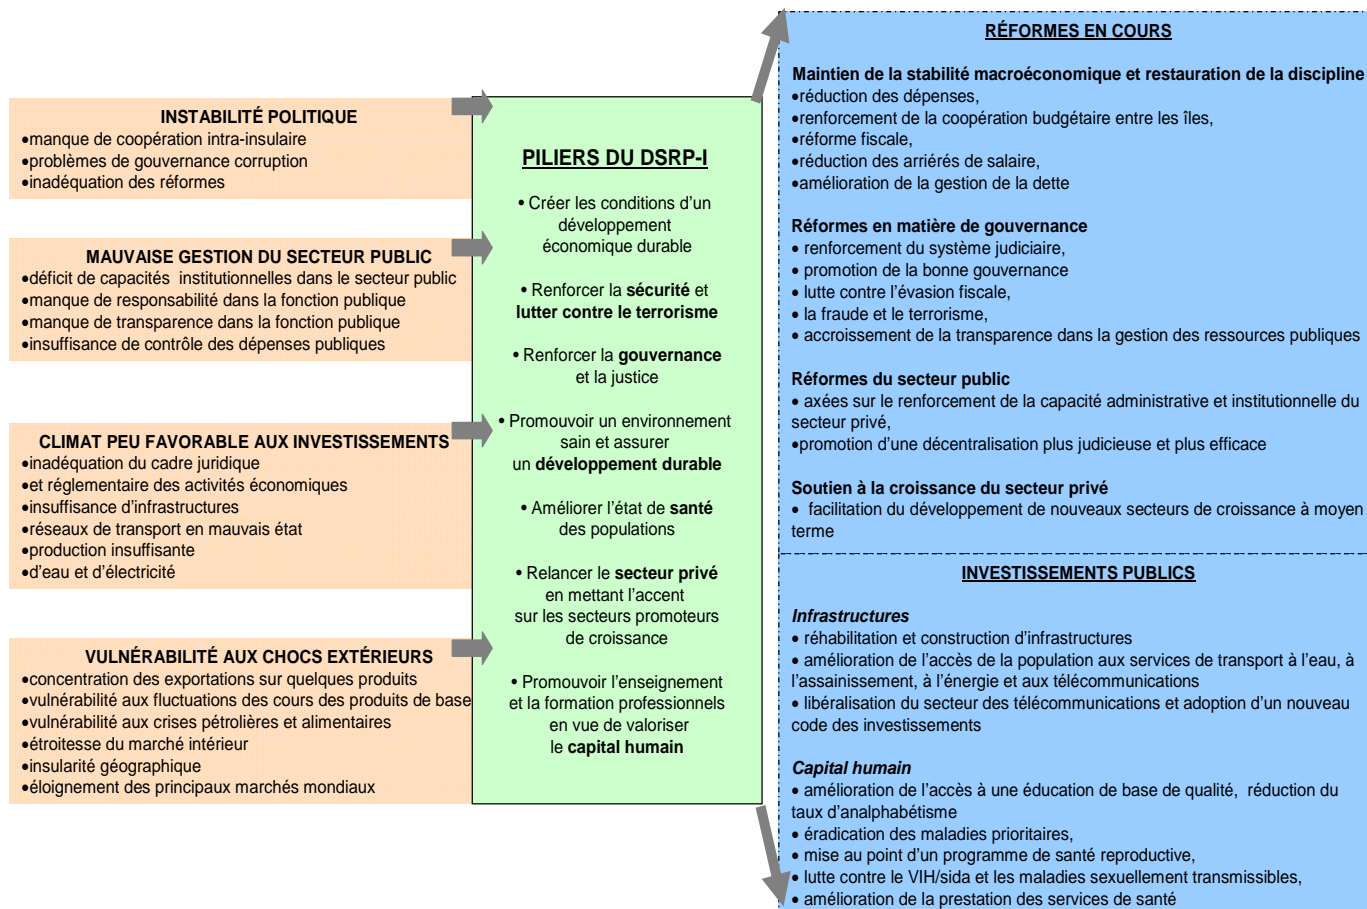 INSTABILITÉ POLITIQUE
•manque de coopération intra-insulaire
•problèmes de gouvernance corruption
•inadéquation des réformes
MAUVAISE GESTION DU SECTEUR PUBLIC
•déficit de capacités institutionnelles dans le secteur public
•manque de responsabilité dans la fonction publique
•manque de transparence dans la fonction publique
•insuffisance de contrôle des dépenses publiques
CLIMAT PEU FAVORABLE AUX INVESTISSEMENTS
•inadéquation du cadre juridique
•et réglementaire des activités économiques
•insuffisance d'infrastructures
•réseaux de transport en mauvais état
•production insuffisante
•d'eau et d'électricité
VULNÉRABILITÉ AUX CHOCS EXTÉRIEURS
•concentration des exportations sur quelques produits
•vulnérabilité aux fluctuations des cours des produits de base
•vulnérabilité aux crises pétrolières et alimentaires
•étroitesse du marché intérieur
•insularité géographique
•éloignement des principaux marchés mondiaux
PILIERS DU DSRP-I
• Créer les conditions d'un
développement
économique durable
• Renforcer la sécurité et
lutter contre le terrorisme
• Renforcer la gouvernance
et la justice
• Promouvoir un environnement
sain et assurer
un développement durable
• Améliorer l'état de santé
des populations
• Relancer le secteur privé
en mettant l'accent
sur les secteurs promoteurs
de croissance
• Promouvoir l'enseignement
et la formation professionnels
en vue de valoriser
le capital humain
RÉFORMES EN COURS
Maintien de la stabilité macroéconomique et restauration de la discipline
•réduction des dépenses,
•renforcement de la coopération budgétaire entre les îles,
•réforme fiscale,
•réduction des arriérés de salaire,
•amélioration de la gestion de la dette
Réformes en matière de gouvernance
• renforcement du système judiciaire,
• promotion de la bonne gouvernance
• lutte contre l'évasion fiscale,
• la fraude et le terrorisme,
• accroissement de la transparence dans la gestion des ressources publiques
Réformes du secteur public
• axées sur le renforcement de la capacité administrative et institutionnelle du
secteur privé,
•promotion d'une décentralisation plus judicieuse et plus efficace
Soutien à la croissance du secteur privé
• facilitation du développement de nouveaux secteurs de croissance à moyen
terme
INVESTISSEMENTS PUBLICS
Infrastructures
• réhabilitation et construction d'infrastructures
• amélioration de l'accès de la population aux services de transport à l'eau, à
l'assainissement, à l'énergie et aux télécommunications
• libéralisation du secteur des télécommunications et adoption d'un nouveau
code des investissements
Capital humain
• amélioration de l'accès à une éducation de base de qualité, réduction du
taux d'analphabétisme
• éradication des maladies prioritaires,
• mise au point d'un programme de santé reproductive,
• lutte contre le VIH/sida et les maladies sexuellement transmissibles,
• amélioration de la prestation des services de santé